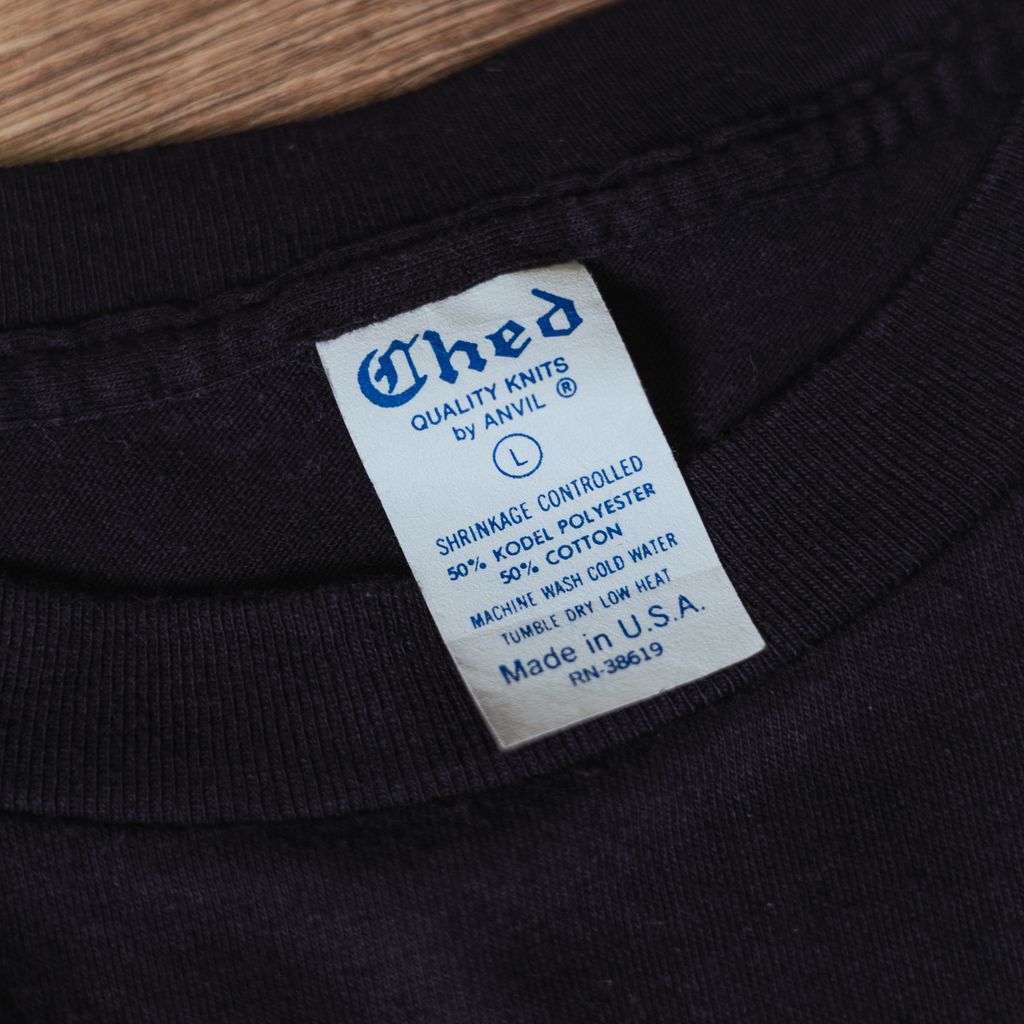 Ched
QUALITY KNITS
by ANVIL ®
L
SHRINKAGE CONTROLLED
50% KODEL POLYESTER
50% COTTON
MACHINE WASH COLD WATER
TUMBLE DRY LOW HEAT
Made in U.S.A.
RN-38619